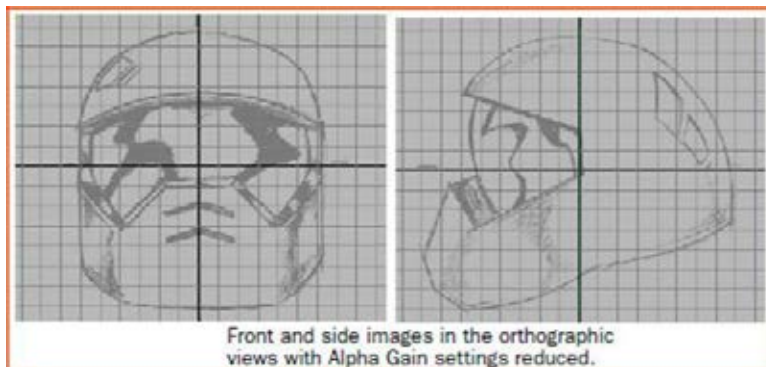 Front and side images in the orthographic
views with Alpha Gain settings reduced.